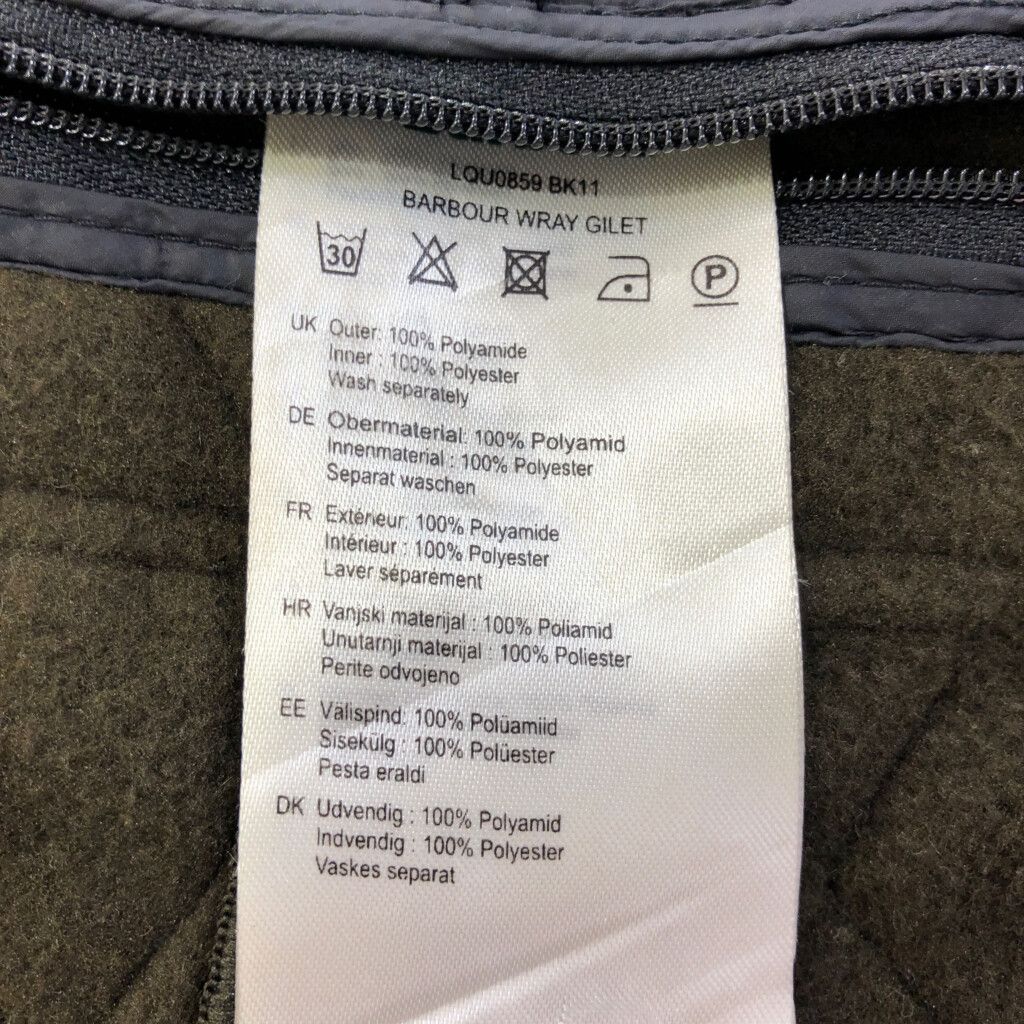 LQU0859 BK11
BARBOUR WRAY GILET
30 P
UK Outer: 100% Polyamide
Inner : 100% Polyester
Wash separately
DE Obermaterial: 100% Polyamid
Innenmaterial : 100% Polyester
Separat waschen
FR Extérieur: 100% Polyamide
Intérieur : 100% Polyester
Laver séparement
HR Vanjski materijal : 100% Poliamid
Unutarnji materijal : 100% Poliester
Perite odvojeno
EE Välispind: 100% Polüamiid
Sisekülg : 100% Polüester
Pesta eraldi
DK Udvendig : 100% Polyamid
Indvendig : 100% Polyester
Vaskes separat